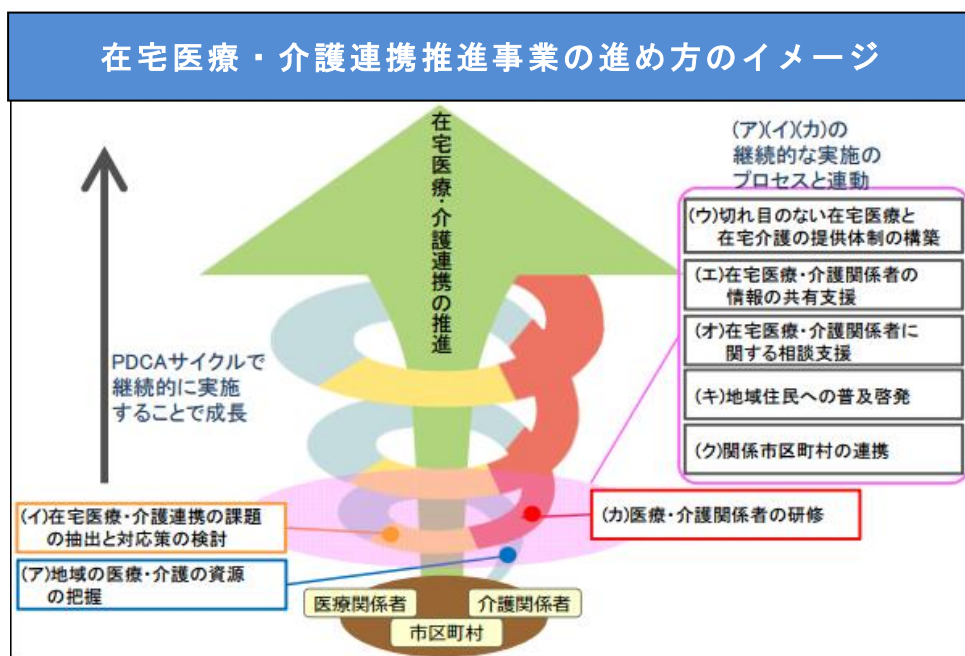 在宅医療・介護連携推進事業の進め方のイメージ
在宅医療・介護連携の推進
(ア)(イ)(カ)の
継続的な実施の
プロセスと連動
(ウ)切れ目のない在宅医療と
在宅介護の提供体制の構築
(エ)在宅医療・介護関係者の
情報の共有支援
(オ)在宅医療・介護関係者に
関する相談支援
(キ)地域住民への普及啓発
(ク)関係市区町村の連携
PDCAサイクルで
継続的に実施
することで成長
(イ)在宅医療・介護連携の課題
の抽出と対応策の検討
(カ)医療・介護関係者の研修
(ア)地域の医療・介護の資源
の把握
医療関係者
介護関係者
市区町村